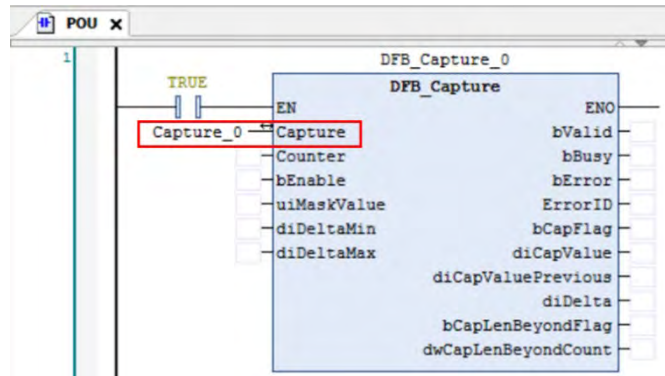 POU x
1
DFB_Capture_0
TRUE
DFB_Capture
EN ENO
Capture_0 Capture bValid
Counter bBusy
bEnable bError
uiMaskValue ErrorID
diDeltaMin bCapFlag
diDeltaMax diCapValue
diCapValuePrevious
diDelta
bCapLenBeyondFlag
dwCapLenBeyondCount